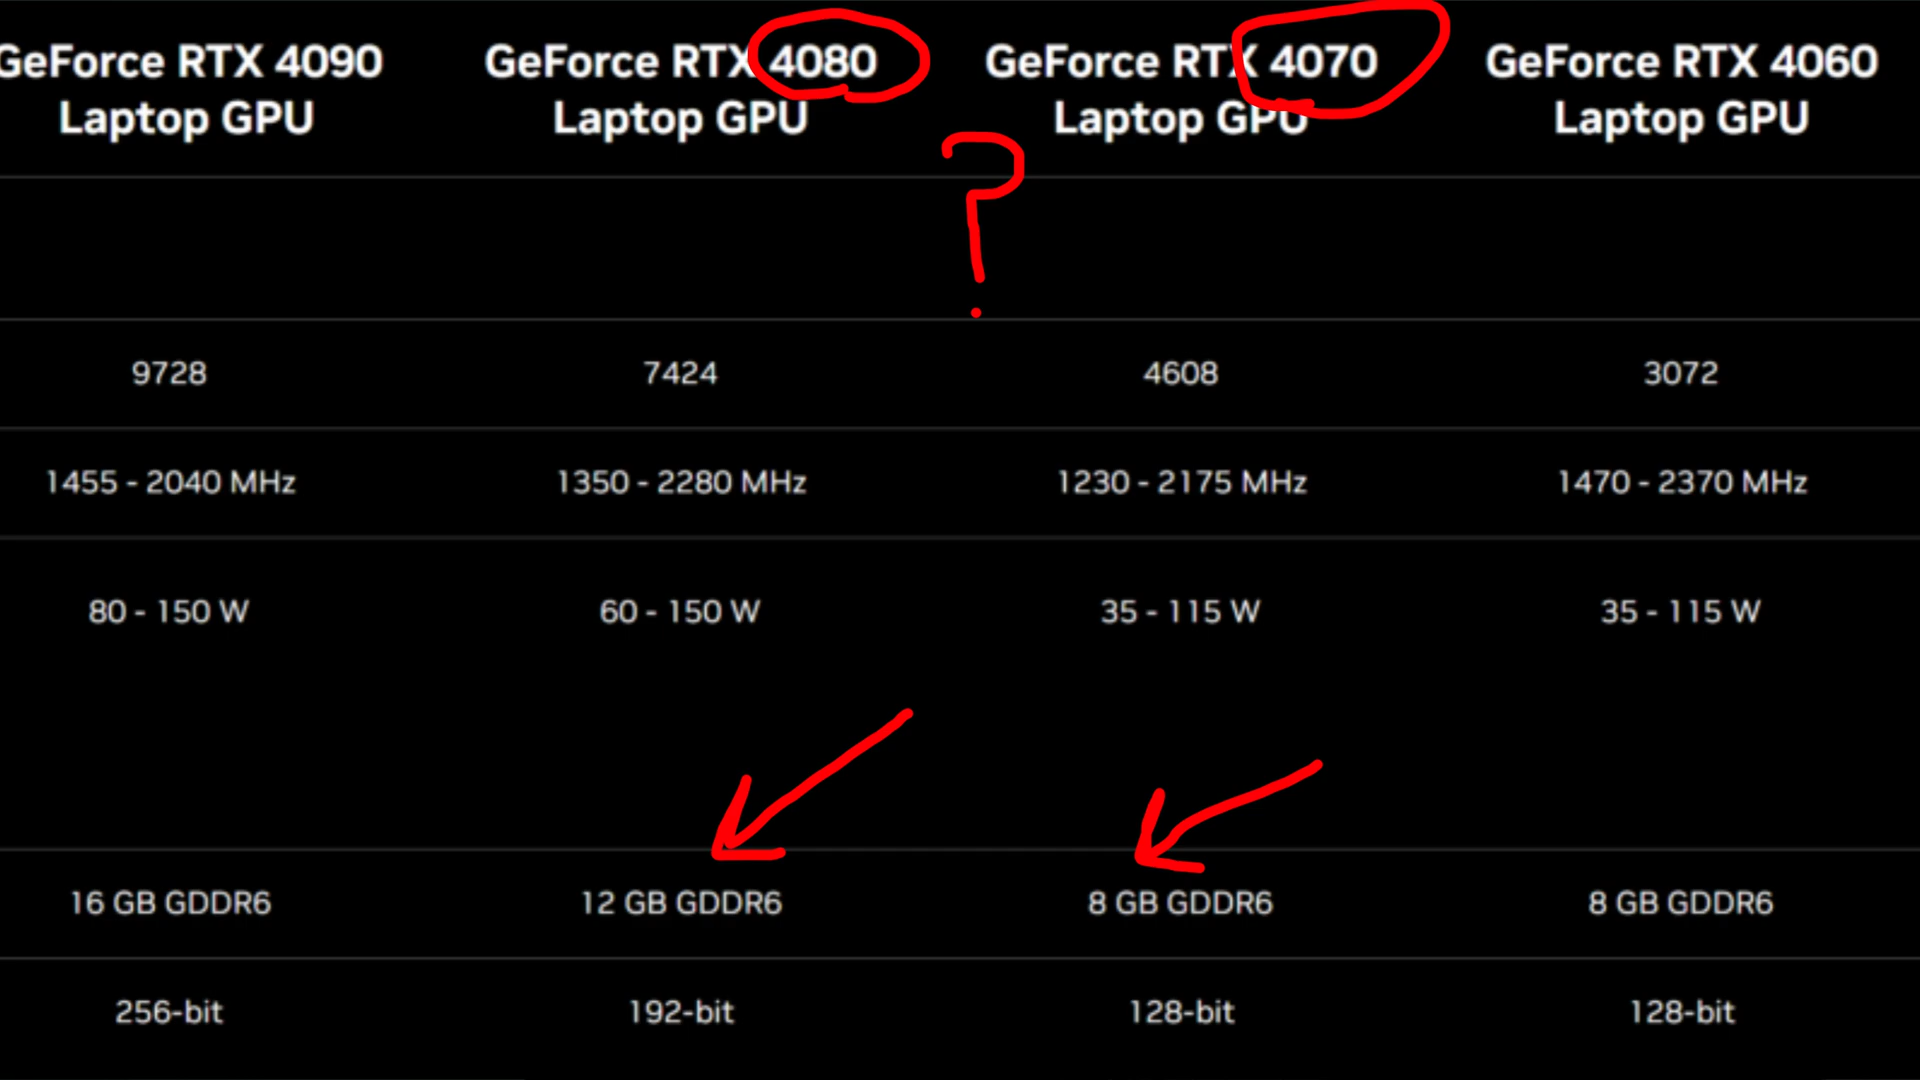 GeForce RTX 4090 GeForce RTX 4080 GeForce RTX 4070 GeForce RTX 4060
Laptop GPU Laptop GPU Laptop GPU Laptop GPU
?
9728 7424 4608 3072
1455 - 2040 MHz 1350 - 2280 MHz 1230 - 2175 MHz 1470 - 2370 MHz
80 - 150 W 60 - 150 W 35 - 115 W 35 - 115 W
16 GB GDDR6 12 GB GDDR6 8 GB GDDR6 8 GB GDDR6
256-bit 192-bit 128-bit 128-bit